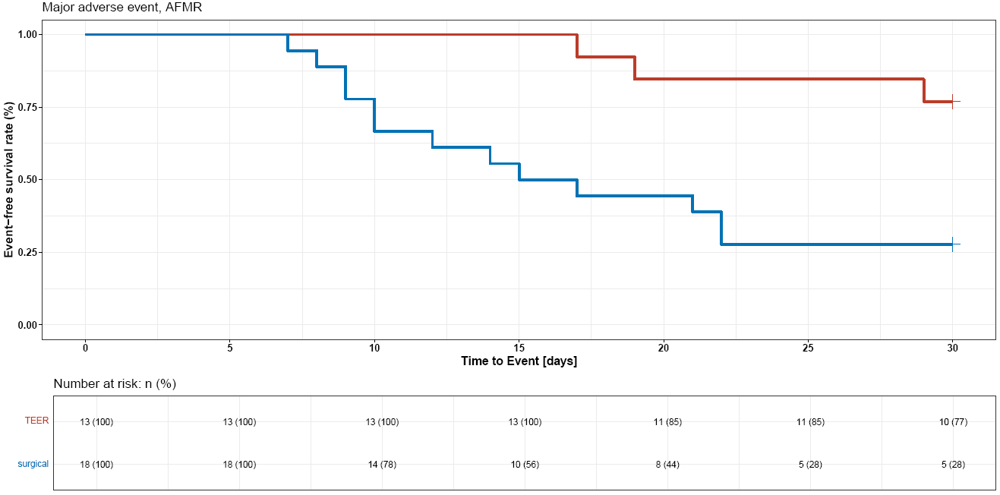 Major adverse event, AFMR
Event−free survival rate (%)
1.00
0.75
0.50
0.25
0.00
0 5 10 15 20 25 30
Time to Event [days]
Number at risk: n (%)
TEER 13 (100) 13 (100) 13 (100) 13 (100) 11 (85) 11 (85) 10 (77)
surgical 18 (100) 18 (100) 14 (78) 10 (56) 8 (44) 5 (28) 5 (28)